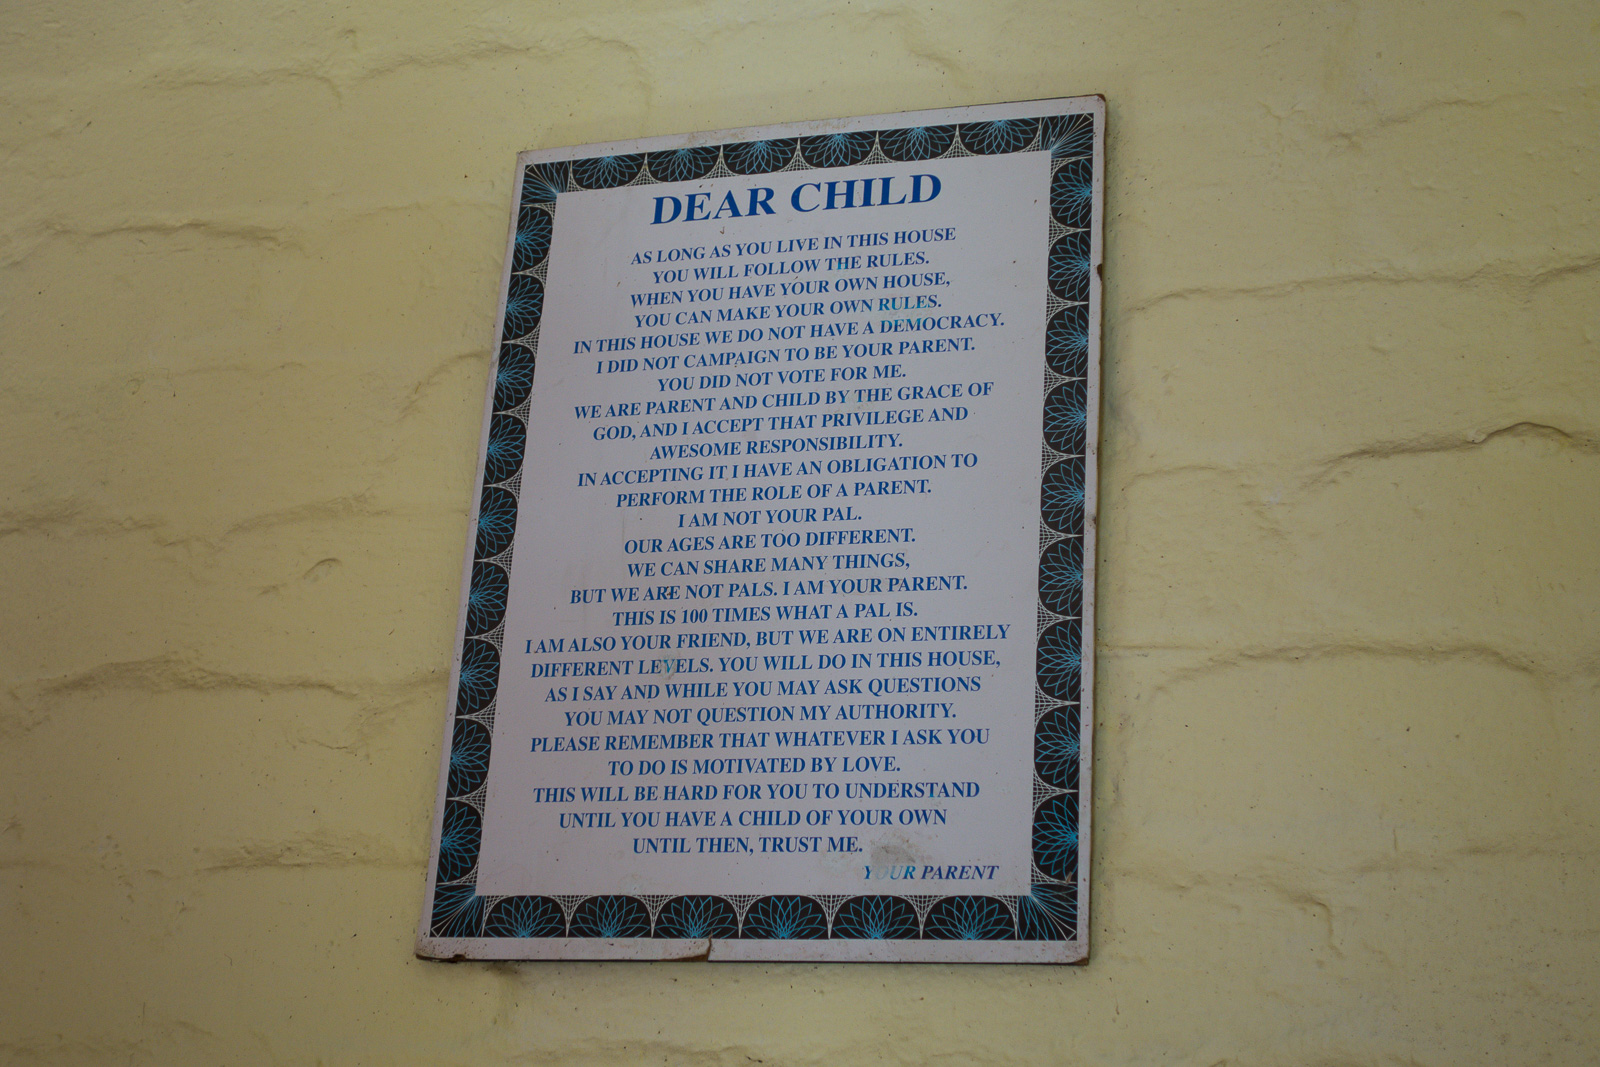 DEAR CHILD
AS LONG AS YOU LIVE IN THIS HOUSE
YOU WILL FOLLOW THE RULES.
WHEN YOU HAVE YOUR OWN HOUSE,
YOU CAN MAKE YOUR OWN RULES.
IN THIS HOUSE WE DO NOT HAVE A DEMOCRACY.
I DID NOT CAMPAIGN TO BE YOUR PARENT.
YOU DID NOT VOTE FOR ME.
WE ARE PARENT AND CHILD BY THE GRACE OF
GOD, AND I ACCEPT THAT PRIVILEGE AND
AWESOME RESPONSIBILITY.
IN ACCEPTING IT I HAVE AN OBLIGATION TO
PERFORM THE ROLE OF A PARENT.
I AM NOT YOUR PAL.
OUR AGES ARE TOO DIFFERENT.
WE CAN SHARE MANY THINGS,
BUT WE ARE NOT PALS. I AM YOUR PARENT.
THIS IS 100 TIMES WHAT A PAL IS.
I AM ALSO YOUR FRIEND, BUT WE ARE ON ENTIRELY
DIFFERENT LEVELS. YOU WILL DO IN THIS HOUSE,
AS I SAY AND WHILE YOU MAY ASK QUESTIONS
YOU MAY NOT QUESTION MY AUTHORITY.
PLEASE REMEMBER THAT WHATEVER I ASK YOU
TO DO IS MOTIVATED BY LOVE.
THIS WILL BE HARD FOR YOU TO UNDERSTAND
UNTIL YOU HAVE A CHILD OF YOUR OWN
UNTIL THEN, TRUST ME.
YOUR PARENT